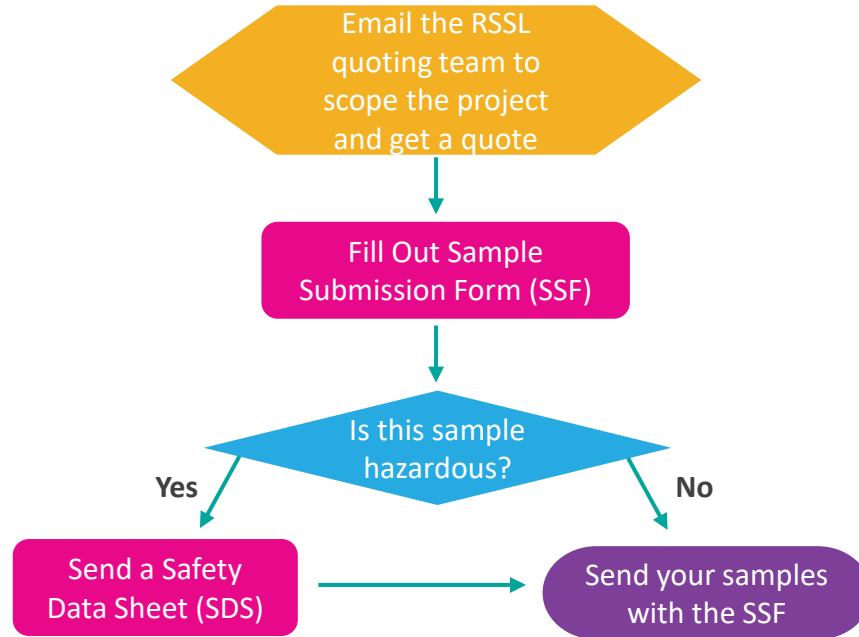 Email the RSSL
quoting team to
scope the project
and get a quote
Fill Out Sample
Submission Form (SSF)
Is this sample
hazardous?
Yes
No
Send a Safety
Data Sheet (SDS)
Send your samples
with the SSF